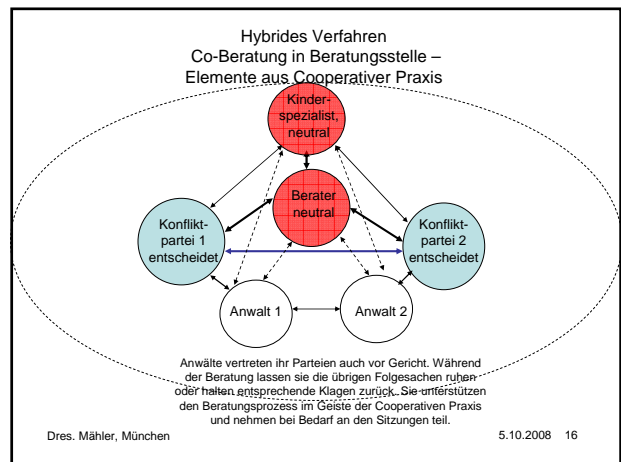 Hybrides Verfahren
Co-Beratung in Beratungsstelle –
Elemente aus Cooperativer Praxis
Kinder-
spezialist,
neutral
Berater
neutral
Konflikt-
partei 1
entscheidet
Konflikt-
partei 2
entscheidet
Anwalt 1
Anwalt 2
Anwälte vertreten ihr Parteien auch vor Gericht. Während
der Beratung lassen sie die übrigen Folgesachen ruhen
oder halten entsprechende Klagen zurück. Sie unterstützen
den Beratungsprozess im Geiste der Cooperativen Praxis
und nehmen bei Bedarf an den Sitzungen teil.
Dres. Mähler, München
5.10.2008 16